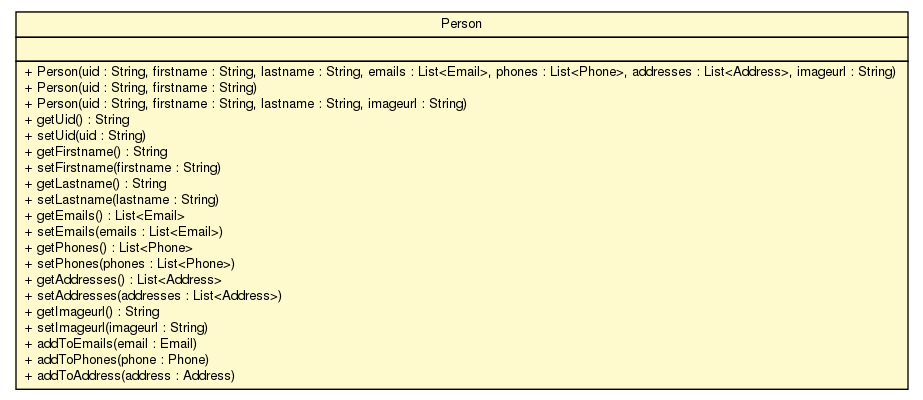 Person
+ Person(uid : String, firstname : String, lastname : String, emails : List<Email>, phones : List<Phone>, addresses : List<Address>, imageurl : String)
+ Person(uid : String, firstname : String)
+ Person(uid : String, firstname : String, lastname : String, imageurl : String)
+ getUid() : String
+ setUid(uid : String)
+ getFirstname() : String
+ setFirstname(firstname : String)
+ getLastname() : String
+ setLastname(lastname : String)
+ getEmails() : List<Email>
+ setEmails(emails : List<Email>)
+ getPhones() : List<Phone>
+ setPhones(phones : List<Phone>)
+ getAddresses() : List<Address>
+ setAddresses(addresses : List<Address>)
+ getImageurl() : String
+ setImageurl(imageurl : String)
+ addToEmails(email : Email)
+ addToPhones(phone : Phone)
+ addToAddress(address : Address)